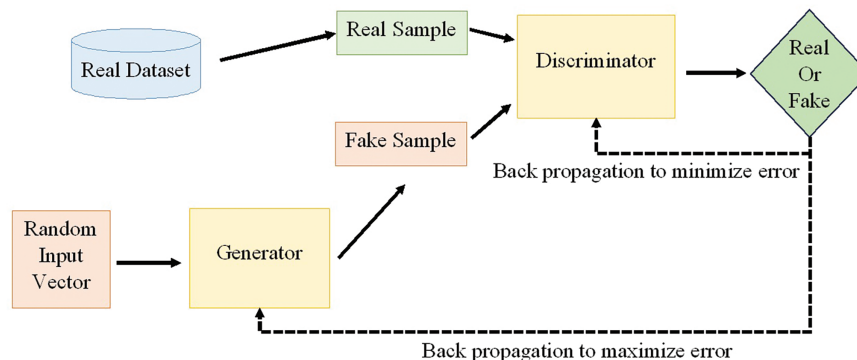 Real Dataset
Real Sample
Discriminator
Real
Or
Fake
Fake Sample
Back propagation to minimize error
Random
Input
Vector
Generator
Back propagation to maximize error